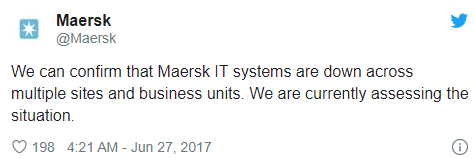 Maersk
@Maersk
We can confirm that Maersk IT systems are down across
multiple sites and business units. We are currently assessing the
situation.
198 4:21 AM - Jun 27, 2017